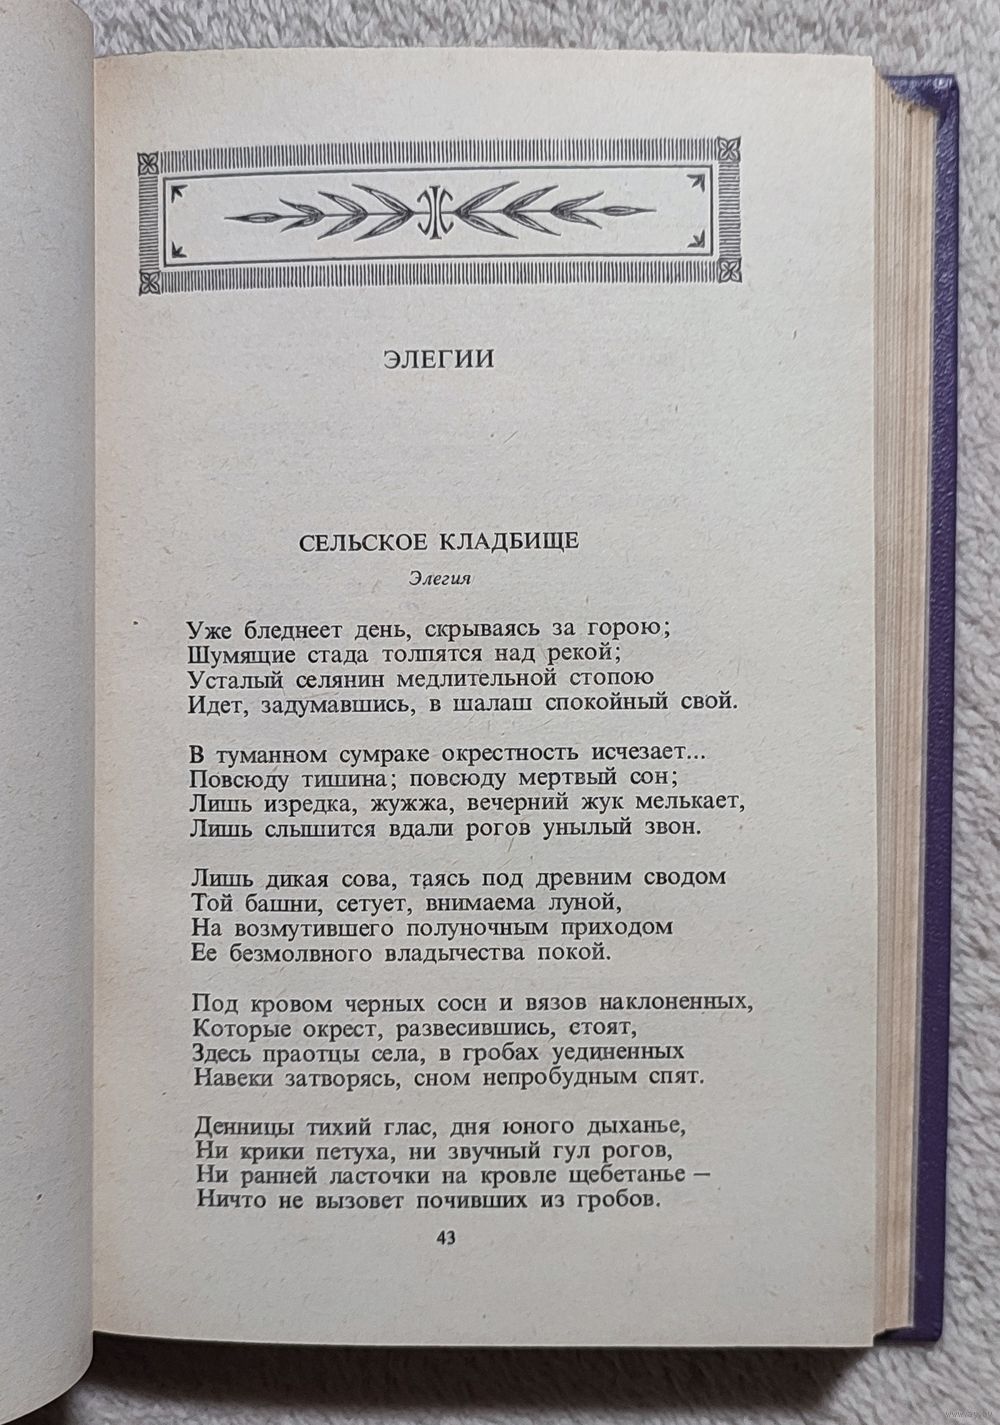 ЭЛЕГИИ
СЕЛЬСКОЕ КЛАДБИЩЕ
Элегия
Уже бледнеет день, скрываясь за горою;
Шумящие стада толпятся над рекой;
Усталый селянин медлительной стопою
Идет, задумавшись, в шалаш спокойный свой.
В туманном сумраке окрестность исчезает...
Повсюду тишина; повсюду мертвый сон;
Лишь изредка, жужжа, вечерний жук мелькает,
Лишь слышится вдали рогов унылый звон.
Лишь дикая сова, таясь под древним сводом
Той башни, сетует, внимаема луной,
На возмутившего полуночным приходом
Ее безмолвного владычества покой.
Под кровом черных сосн и вязов наклоненных,
Которые окрест, развесившись, стоят,
Здесь праотцы села, в гробах уединенных
Навеки затворясь, сном непробудным спят.
Денницы тихий глас, дня юного дыханье,
Ни крики петуха, ни звучный гул рогов,
Ни ранней ласточки на кровле щебетанье —
Ничто не вызовет почивших из гробов.
43